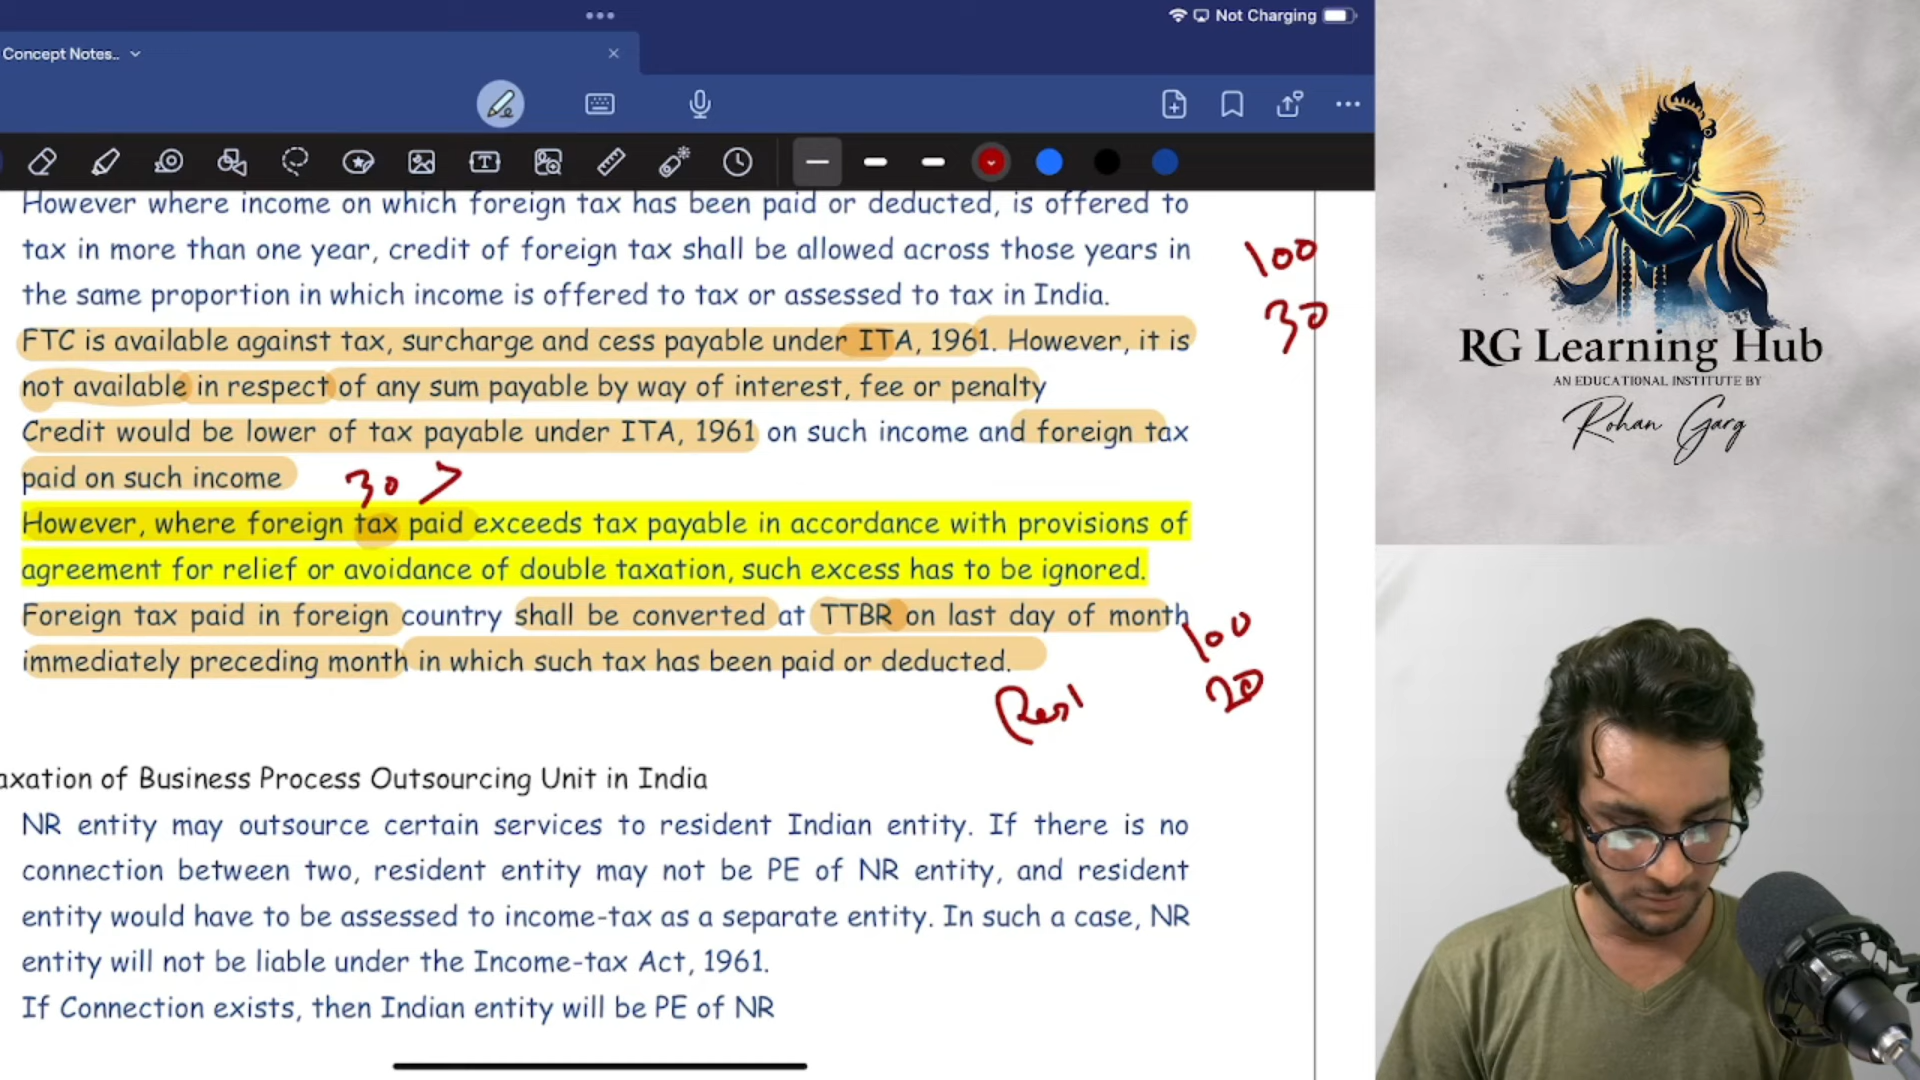 Not Charging
Concept Notes..
However where income on which foreign tax has been paid or deducted, is offered to
tax in more than one year, credit of foreign tax shall be allowed across those years in
the same proportion in which income is offered to tax or assessed to tax in India.
100
30
FTC is available against tax, surcharge and cess payable under ITA, 1961. However, it is
not available in respect of any sum payable by way of interest, fee or penalty
Credit would be lower of tax payable under ITA, 1961 on such income and foreign tax
paid on such income
30 >
However, where foreign tax paid exceeds tax payable in accordance with provisions of
agreement for relief or avoidance of double taxation, such excess has to be ignored.
Foreign tax paid in foreign country shall be converted at TTBR on last day of month
immediately preceding month in which such tax has been paid or deducted.
100
20
axation of Business Process Outsourcing Unit in India
NR entity may outsource certain services to resident Indian entity. If there is no
connection between two, resident entity may not be PE of NR entity, and resident
entity would have to be assessed to income-tax as a separate entity. In such a case, NR
entity will not be liable under the Income-tax Act, 1961.
If Connection exists, then Indian entity will be PE of NR
RG Learning Hub
AN EDUCATIONAL INSTITUTE BY
Rohan Garg